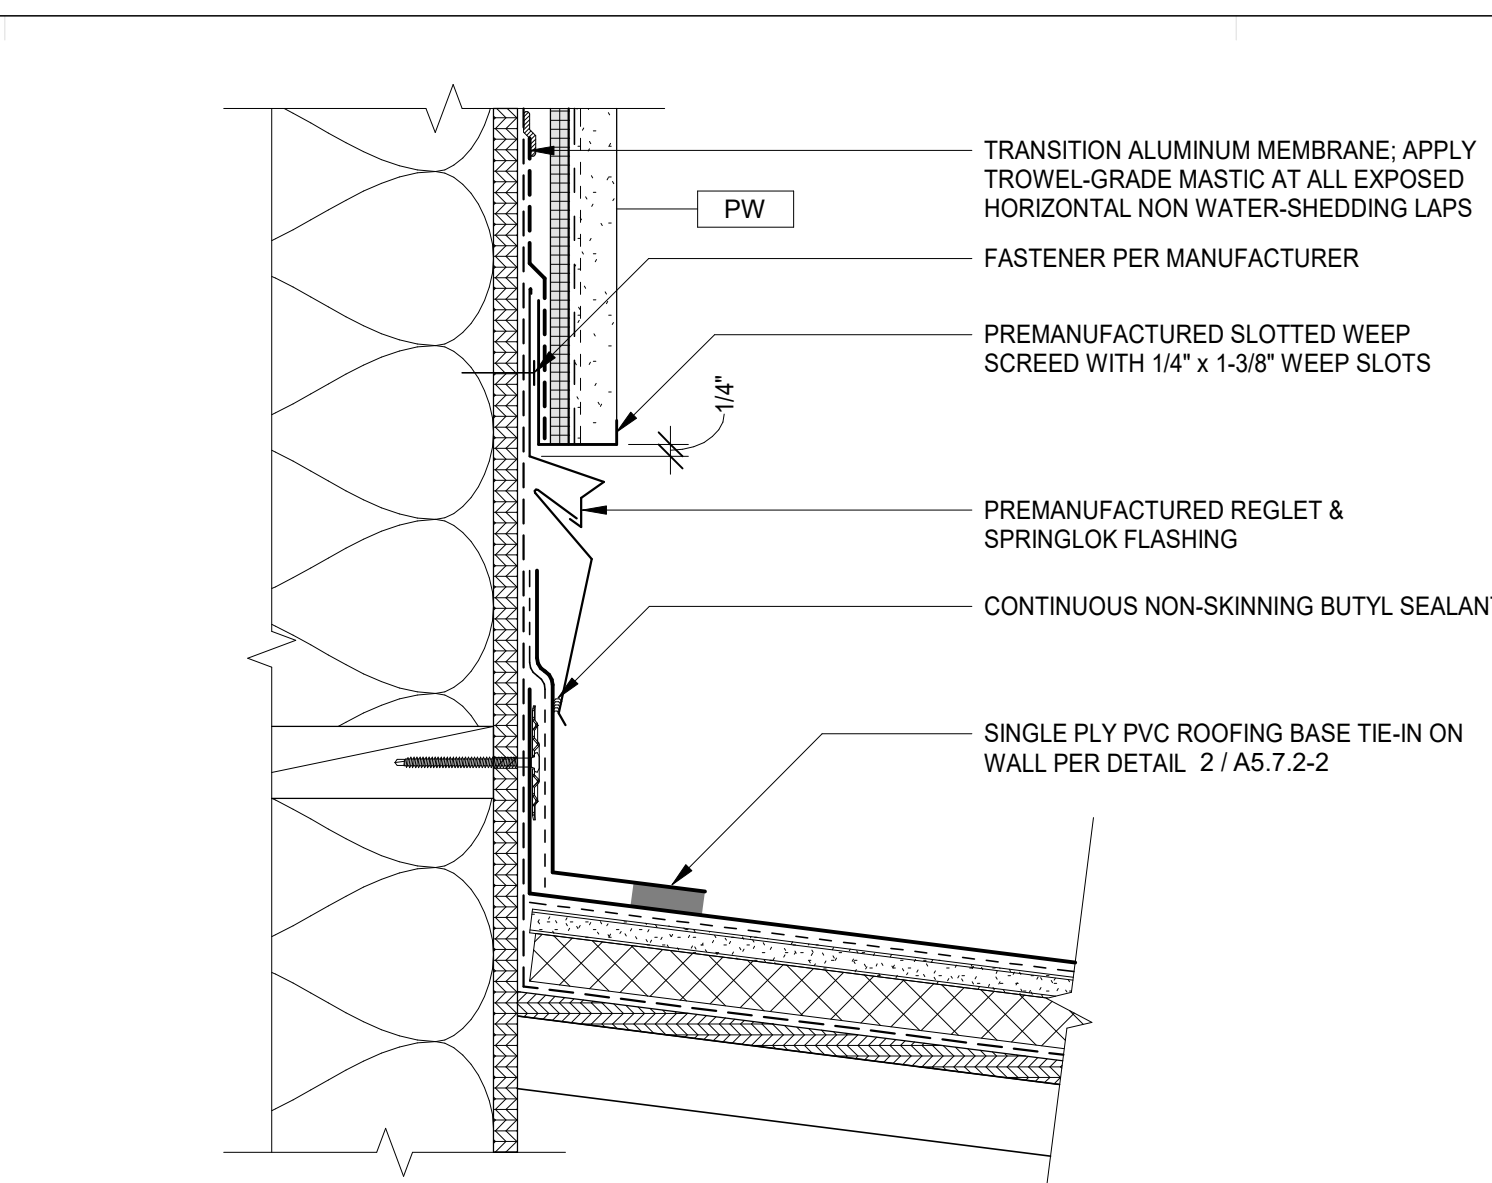 TRANSITION ALUMINUM MEMBRANE; APPLY
TROWEL-GRADE MASTIC AT ALL EXPOSED
HORIZONTAL NON WATER-SHEDDING LAPS
PW
FASTENER PER MANUFACTURER
PREMANUFACTURED SLOTTED WEEP
SCREED WITH 1/4" x 1-3/8" WEEP SLOTS
1/4"
PREMANUFACTURED REGLET &
SPRINGLOK FLASHING
CONTINUOUS NON-SKINNING BUTYL SEALANT
SINGLE PLY PVC ROOFING BASE TIE-IN ON
WALL PER DETAIL 2 / A5.7.2-2